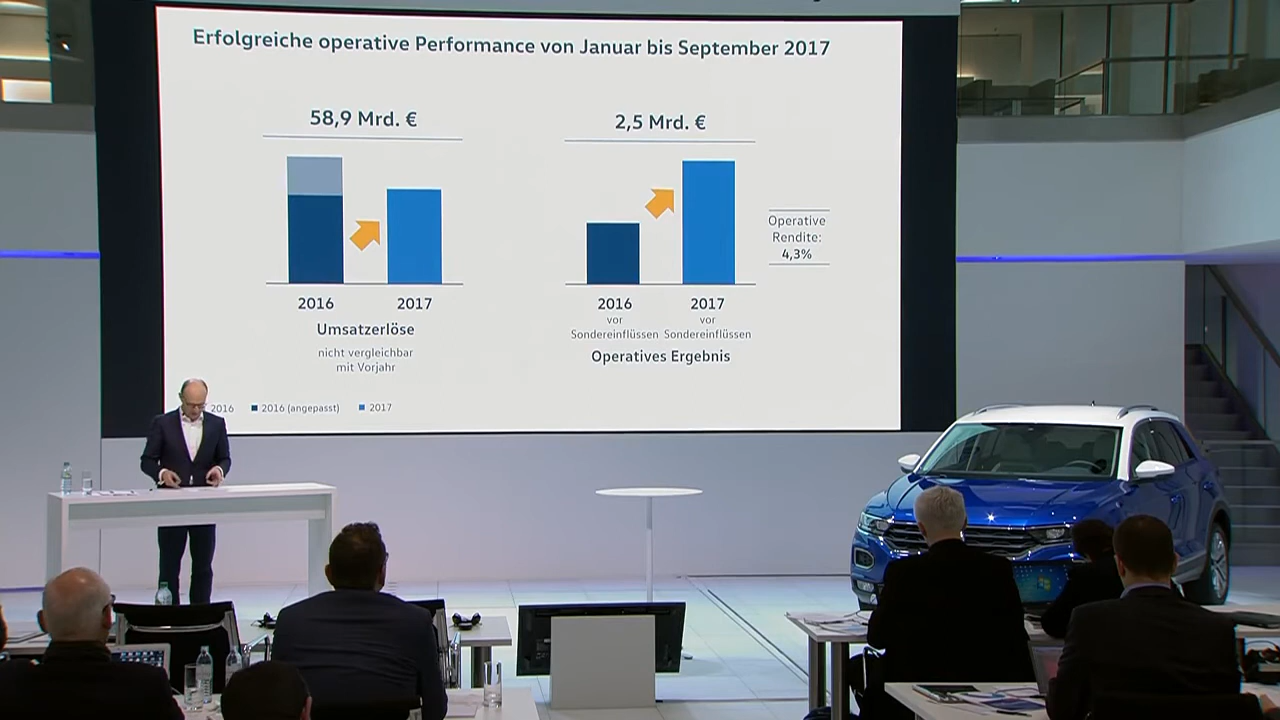 Erfolgreiche operative Performance von Januar bis September 2017
58,9 Mrd. €
2016
2017
Umsatzerlöse
nicht vergleichbar
mit Vorjahr
2,5 Mrd. €
2016
vor
Sondereinflüssen
2017
vor
Sondereinflüssen
Operatives Ergebnis
Operative
Rendite:
4,3%
2016
2016 (angepasst)
2017